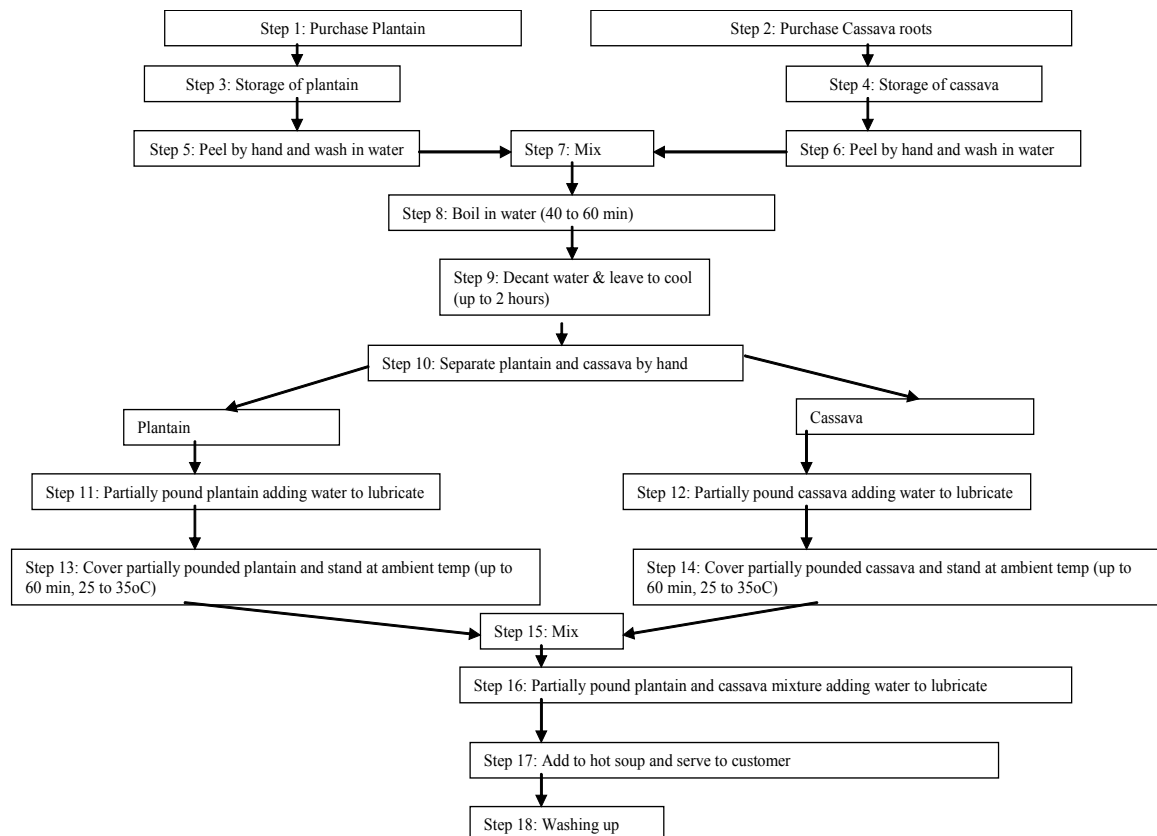 Step 1: Purchase Plantain
Step 2: Purchase Cassava roots
Step 3: Storage of plantain
Step 4: Storage of cassava
Step 5: Peel by hand and wash in water
Step 7: Mix
Step 6: Peel by hand and wash in water
Step 8: Boil in water (40 to 60 min)
Step 9: Decant water & leave to cool
(up to 2 hours)
Step 10: Separate plantain and cassava by hand
Plantain
Cassava
Step 11: Partially pound plantain adding water to lubricate
Step 12: Partially pound cassava adding water to lubricate
Step 13: Cover partially pounded plantain and stand at ambient temp (up to
60 min, 25 to 35oC)
Step 14: Cover partially pounded cassava and stand at ambient temp (up to
60 min, 25 to 35oC)
Step 15: Mix
Step 16: Partially pound plantain and cassava mixture adding water to lubricate
Step 17: Add to hot soup and serve to customer
Step 18: Washing up